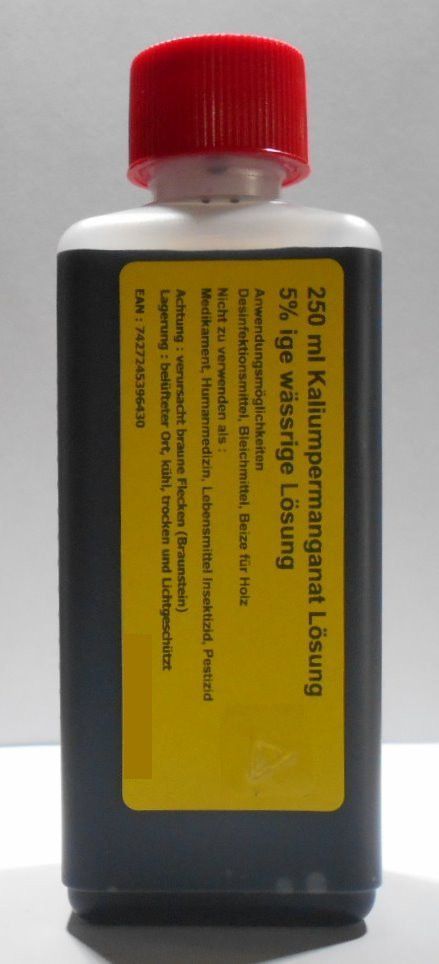 250 ml Kaliumpermanganat Lösung
5% ige wässrige Lösung
Anwendungsmöglichkeiten
Desinfektionsmittel, Bleichmittel, Beize für Holz
Nicht zu verwenden als :
Medikament, Humanmedizin, Lebensmittel Insektizid, Pestizid
Achtung : verursacht braune Flecken (Braunstein)
Lagerung : belüfteter Ort, kühl, trocken und Lichtgeschützt
EAN : 7427245396430